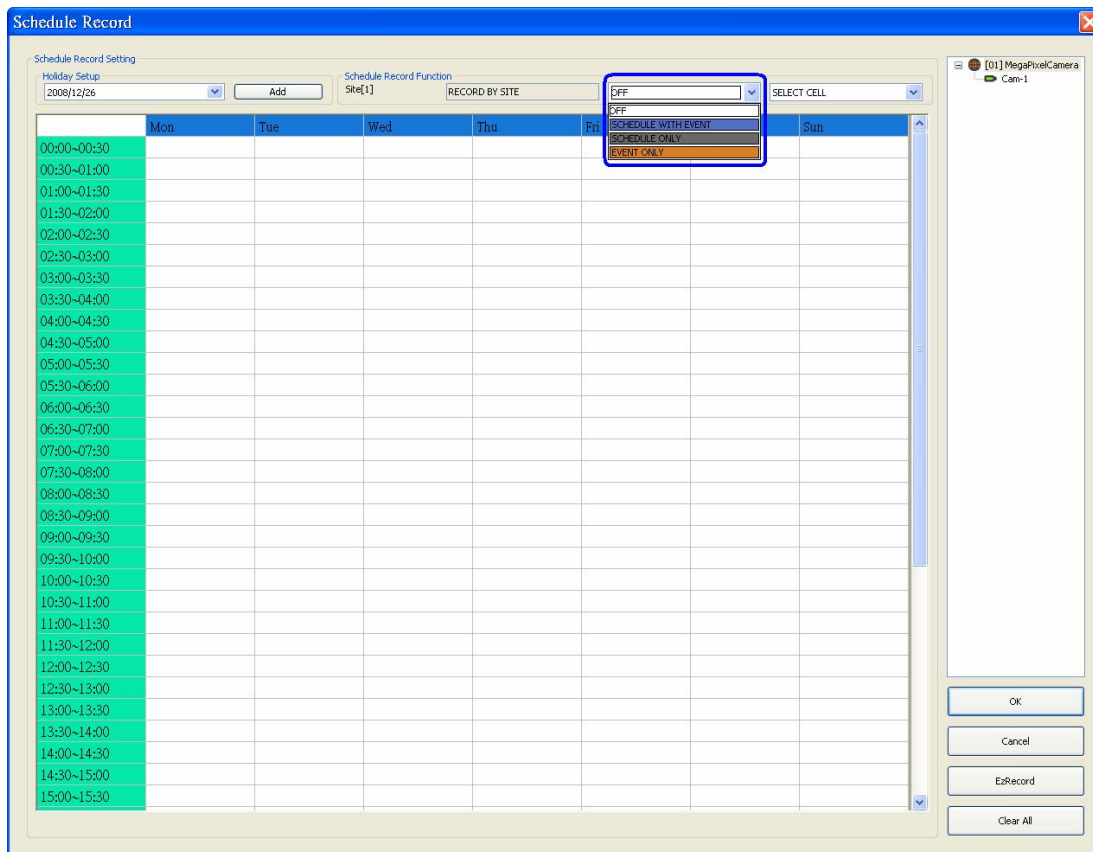 Schedule Record
Schedule Record Setting
Holiday Setup
2008/12/26
Add
Schedule Record Function
Site[1]
RECORD BY SITE
OFF
SELECT CELL
OFF
SCHEDULE WITH EVENT
SCHEDULE ONLY
EVENT ONLY
[01] MegaPixelCamera
Cam-1
Mon Tue Wed Thu Fri Sun
00:00~00:30
00:30~01:00
01:00~01:30
01:30~02:00
02:00~02:30
02:30~03:00
03:00~03:30
03:30~04:00
04:00~04:30
04:30~05:00
05:00~05:30
05:30~06:00
06:00~06:30
06:30~07:00
07:00~07:30
07:30~08:00
08:00~08:30
08:30~09:00
09:00~09:30
09:30~10:00
10:00~10:30
10:30~11:00
11:00~11:30
11:30~12:00
12:00~12:30
12:30~13:00
13:00~13:30
13:30~14:00
14:00~14:30
14:30~15:00
15:00~15:30
OK
Cancel
EzRecord
Clear All